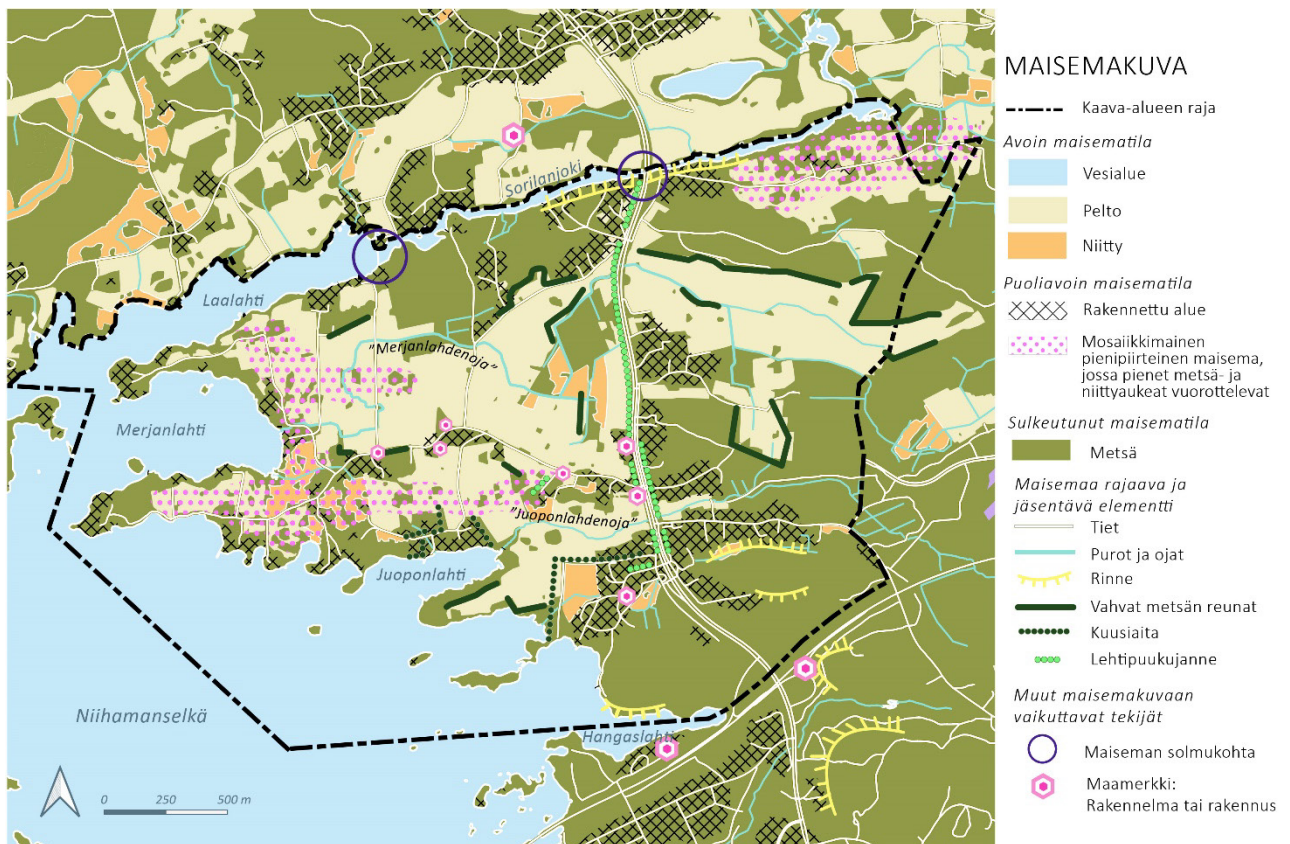 Sorilanjoki
Laalahti
"Merjanlahdenoja"
Merjanlahti
"Juoponlahdenoja"
Juoponlahti
Niihamanselkä
Hangaslahti
0 250 500 m
MAISEMAKUVA
Kaava-alueen raja
Avoin maisematila
Vesialue
Pelto
Niitty
Puoliavoin maisematila
Rakennettu alue
Mosaiikkimainen
pienipiirteinen maisema,
jossa pienet metsä- ja
niittyaukeat vuorottelevat
Sulkeutunut maisematila
Metsä
Maisemaa rajaava ja
jäsentävä elementti
Tiet
Purot ja ojat
Rinne
Vahvat metsän reunat
Kuusiaita
Lehtipuukujanne
Muut maisemakuvaan
vaikuttavat tekijät
Maiseman solmukohta
Maamerkki:
Rakennelma tai rakennus